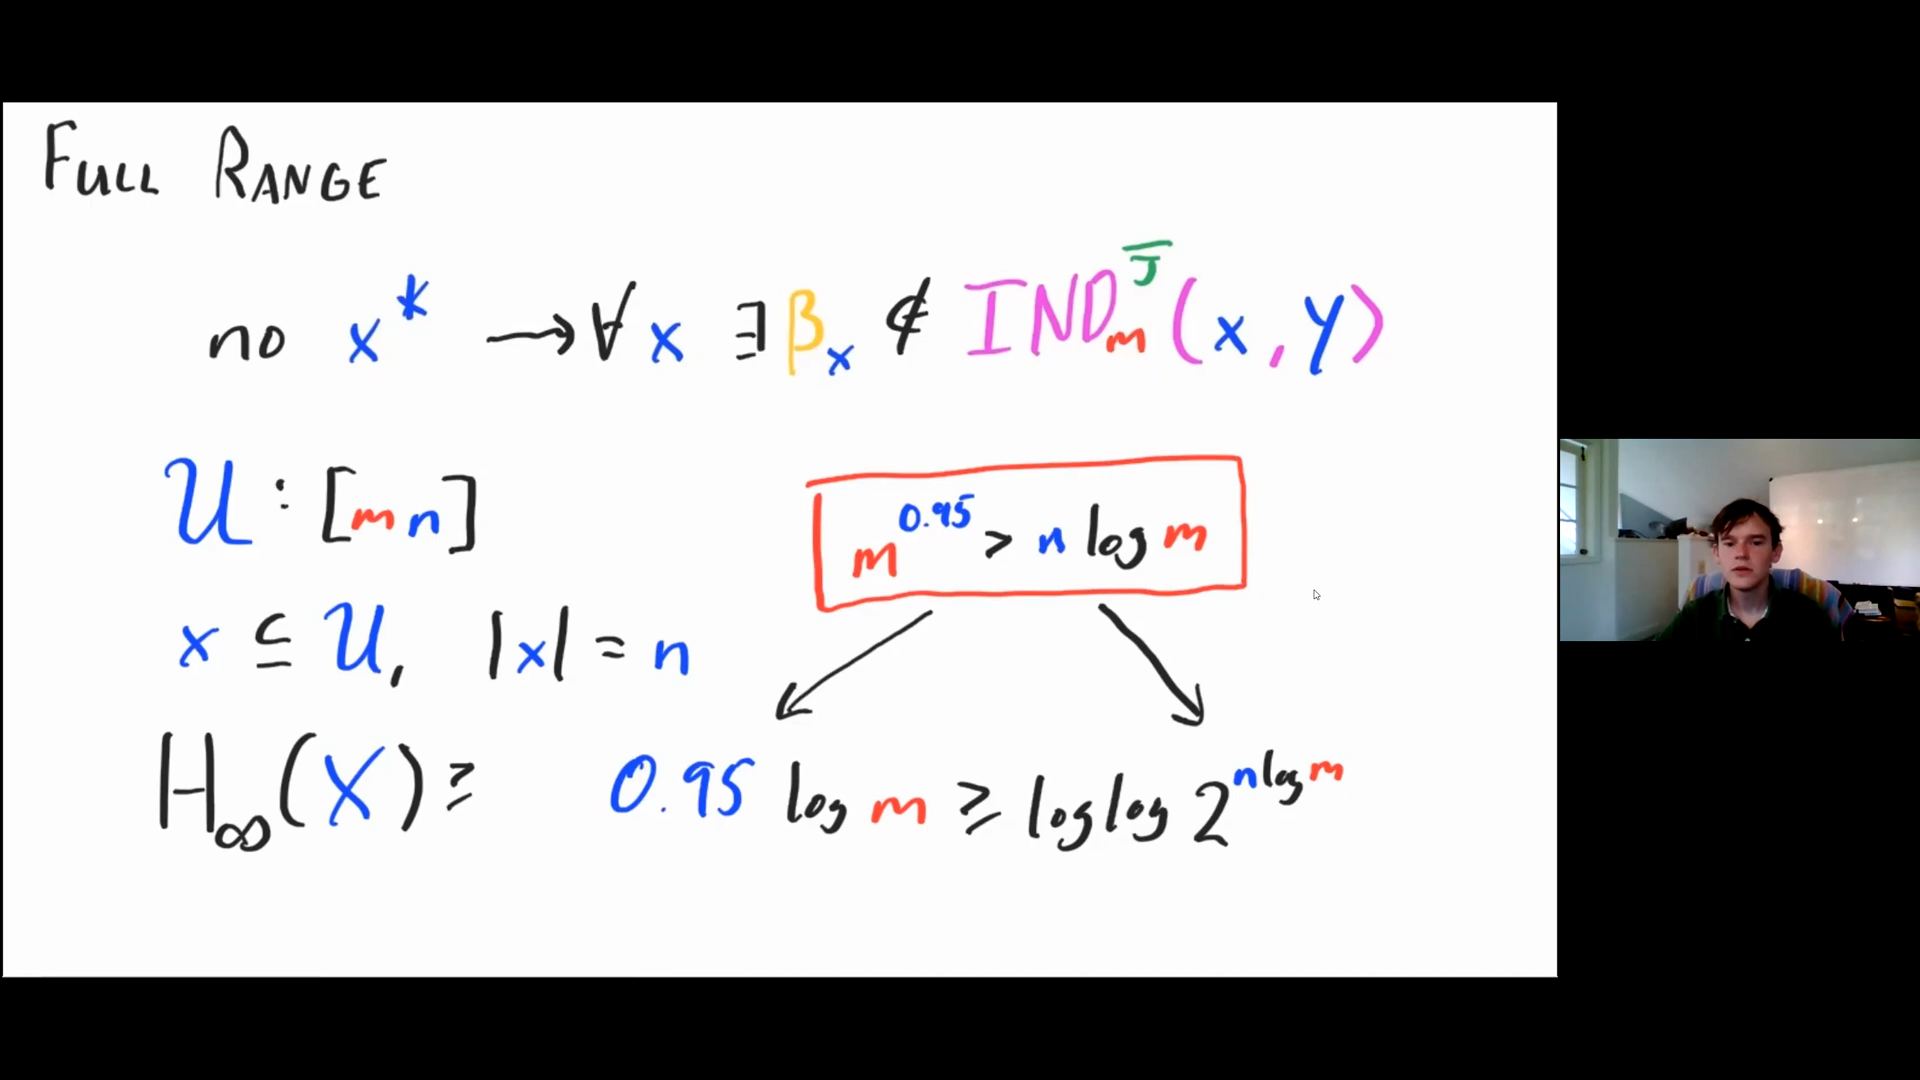 FULL RANGE
no x* → ∀ x ∃ β_x ∉ IND_m^J̅ (x, Y)
𝒰 : [mn]
m^0.95 > n log m
x ⊆ 𝒰, |x| = n
H_∞(X) ≥ 0.95 log m ≥ log log 2^{n log m}